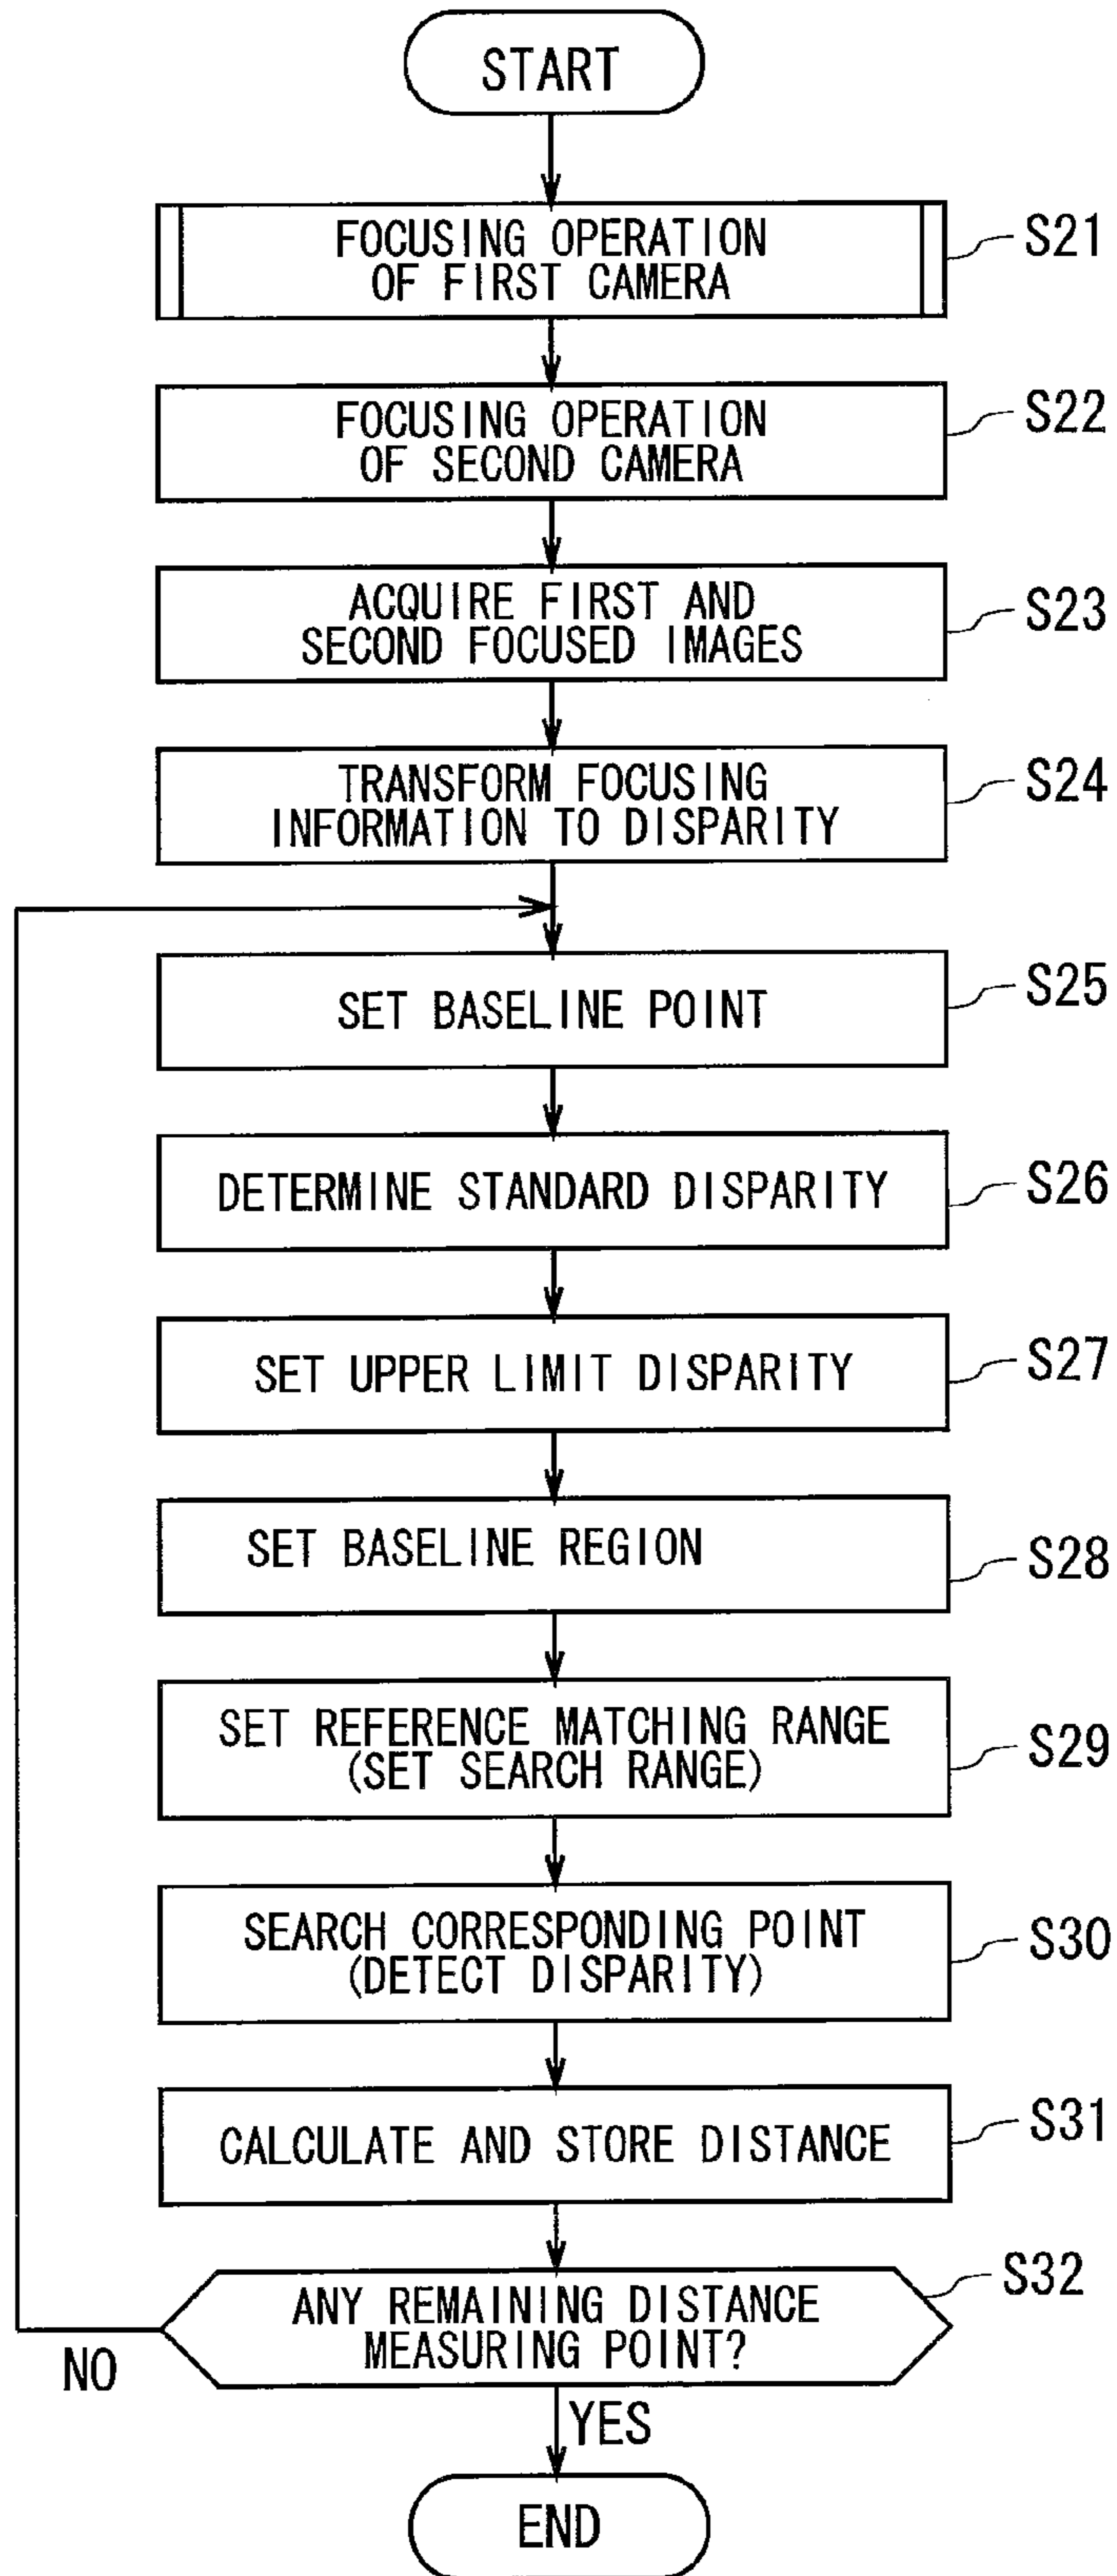 START
FOCUSING OPERATION
OF FIRST CAMERA
S21
FOCUSING OPERATION
OF SECOND CAMERA
S22
ACQUIRE FIRST AND
SECOND FOCUSED IMAGES
S23
TRANSFORM FOCUSING
INFORMATION TO DISPARITY
S24
SET BASELINE POINT
S25
DETERMINE STANDARD DISPARITY
S26
SET UPPER LIMIT DISPARITY
S27
SET BASELINE REGION
S28
SET REFERENCE MATCHING RANGE
(SET SEARCH RANGE)
S29
SEARCH CORRESPONDING POINT
(DETECT DISPARITY)
S30
CALCULATE AND STORE DISTANCE
S31
ANY REMAINING DISTANCE
MEASURING POINT?
S32
NO
YES
END